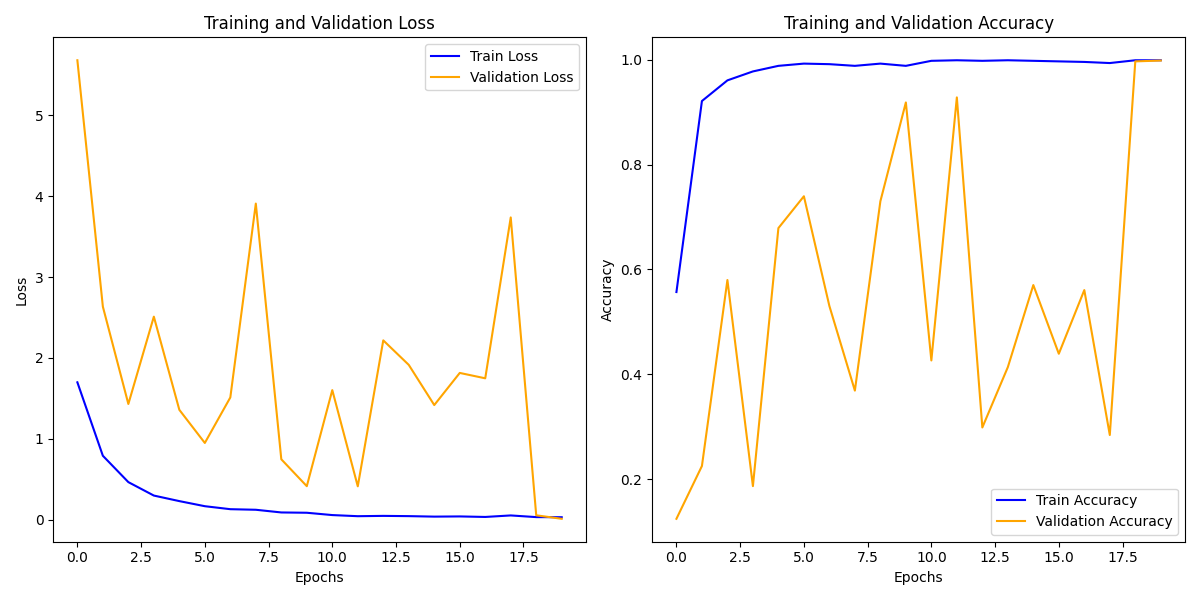 Training and Validation Loss
Train Loss
Validation Loss
5
4
3
2
1
0
Loss
0.0 2.5 5.0 7.5 10.0 12.5 15.0 17.5
Epochs
Training and Validation Accuracy
1.0
0.8
0.6
0.4
0.2
Accuracy
Train Accuracy
Validation Accuracy
0.0 2.5 5.0 7.5 10.0 12.5 15.0 17.5
Epochs